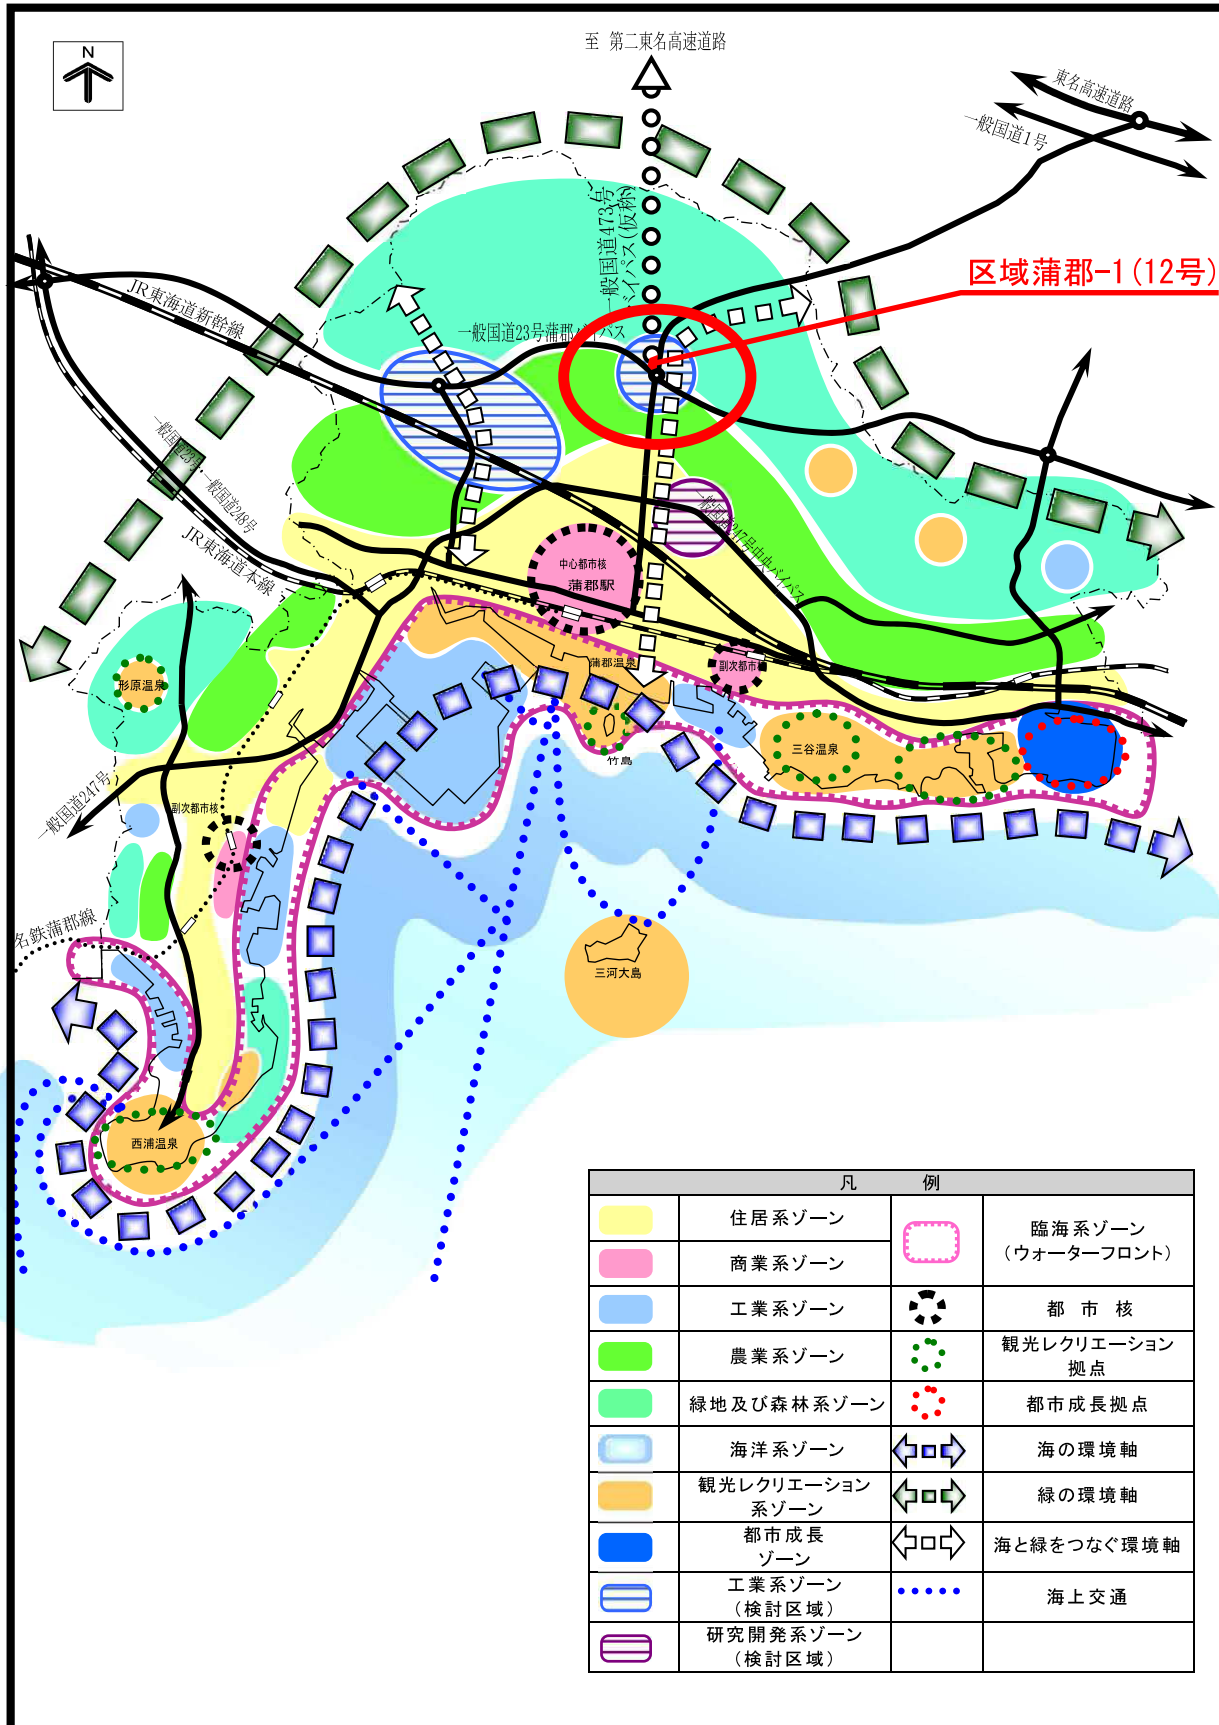 至 第二東名高速道路
N
東名高速道路
一般国道1号
一般国道473号
バイパス(仮称)
区域蒲郡-1(12号)
JR東海道新幹線
一般国道23号蒲郡バイパス
一般国道23号
一般国道248号
JR東海道本線
一般国道247号中央バイパス
中心都市核
蒲郡駅
蒲郡温泉
副次都市核
形原温泉
竹島
三谷温泉
一般国道247号
副次都市核
名鉄蒲郡線
三河大島
西浦温泉
凡 例
住居系ゾーン
臨海系ゾーン
(ウォーターフロント)
商業系ゾーン
工業系ゾーン
都 市 核
農業系ゾーン
観光レクリエーション
拠点
緑地及び森林系ゾーン
都市成長拠点
海洋系ゾーン
海の環境軸
観光レクリエーション
系ゾーン
緑の環境軸
都市成長
ゾーン
海と緑をつなぐ環境軸
工業系ゾーン
(検討区域)
海上交通
研究開発系ゾーン
(検討区域)